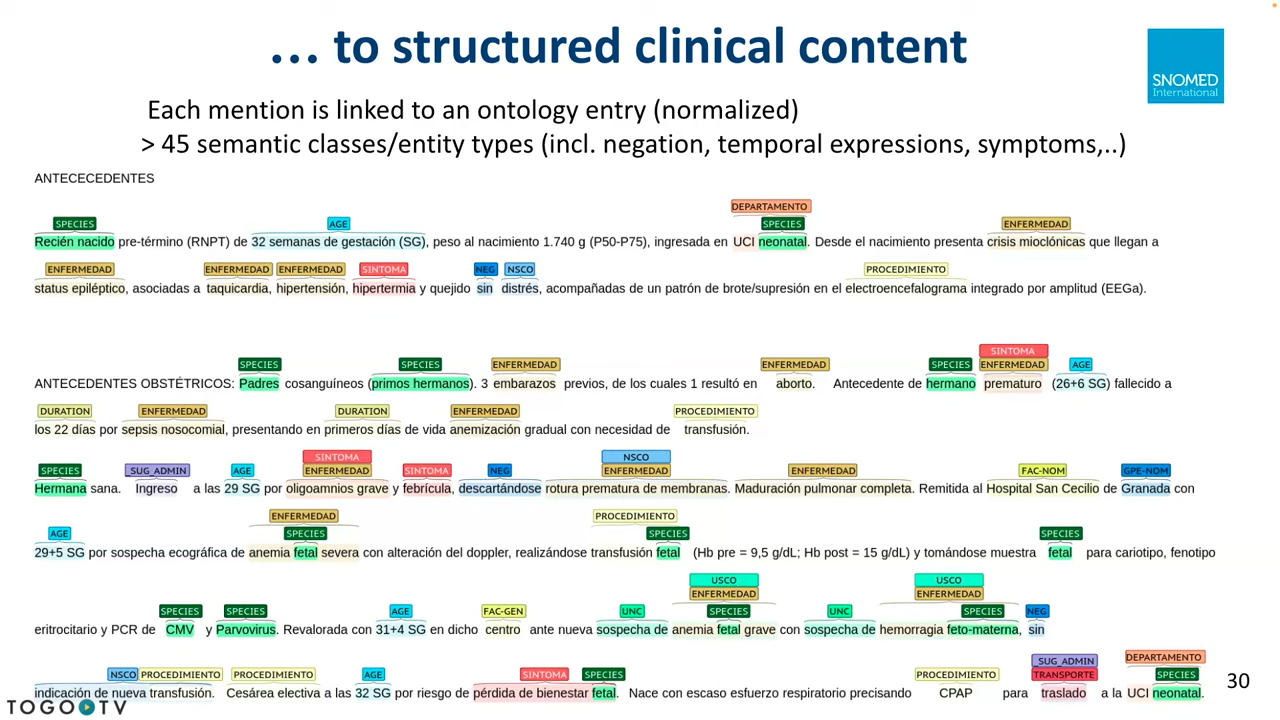 ... to structured clinical content
SNOMED
International
Each mention is linked to an ontology entry (normalized)
> 45 semantic classes/entity types (incl. negation, temporal expressions, symptoms,..)
ANTECECEDENTES
DEPARTAMENTO
SPECIES AGE SPECIES ENFERMEDAD
Recién nacido pre-término (RNPT) de 32 semanas de gestación (SG), peso al nacimiento 1.740 g (P50-P75), ingresada en UCI neonatal. Desde el nacimiento presenta crisis mioclónicas que llegan a
ENFERMEDAD ENFERMEDAD ENFERMEDAD SINTOMA NEG NSCO PROCEDIMIENTO
status epiléptico, asociadas a taquicardia, hipertensión, hipertermia y quejido sin distrés, acompañadas de un patrón de brote/supresión en el electroencefalograma integrado por amplitud (EEGa).
SINTOMA
SPECIES SPECIES ENFERMEDAD ENFERMEDAD SPECIES ENFERMEDAD AGE
ANTECEDENTES OBSTÉTRICOS: Padres cosanguíneos (primos hermanos). 3 embarazos previos, de los cuales 1 resultó en aborto. Antecedente de hermano prematuro (26+6 SG) fallecido a
DURATION ENFERMEDAD DURATION ENFERMEDAD PROCEDIMIENTO
los 22 días por sepsis nosocomial, presentando en primeros días de vida anemización gradual con necesidad de transfusión.
SINTOMA NSCO
SPECIES _SUG_ADMIN AGE ENFERMEDAD SINTOMA NEG ENFERMEDAD ENFERMEDAD FAC-NOM GPE-NOM
Hermana sana. Ingreso a las 29 SG por oligoamnios grave y febrícula, descartándose rotura prematura de membranas. Maduración pulmonar completa. Remitida al Hospital San Cecilio de Granada con
ENFERMEDAD PROCEDIMIENTO
AGE SPECIES SPECIES SPECIES
29+5 SG por sospecha ecográfica de anemia fetal severa con alteración del doppler, realizándose transfusión fetal (Hb pre = 9,5 g/dL; Hb post = 15 g/dL) y tomándose muestra fetal para cariotipo, fenotipo
USCO USCO
ENFERMEDAD ENFERMEDAD
SPECIES SPECIES AGE FAC-GEN UNC SPECIES UNC SPECIES NEG
eritrocitario y PCR de CMV y Parvovirus. Revalorada con 31+4 SG en dicho centro ante nueva sospecha de anemia fetal grave con sospecha de hemorragia feto-materna, sin
_SUG_ADMIN DEPARTAMENTO
NSCO PROCEDIMIENTO PROCEDIMIENTO AGE SINTOMA SPECIES PROCEDIMIENTO TRANSPORTE SPECIES
indicación de nueva transfusión. Cesárea electiva a las 32 SG por riesgo de pérdida de bienestar fetal. Nace con escaso esfuerzo respiratorio precisando CPAP para traslado a la UCI neonatal.
30
TOGO TV